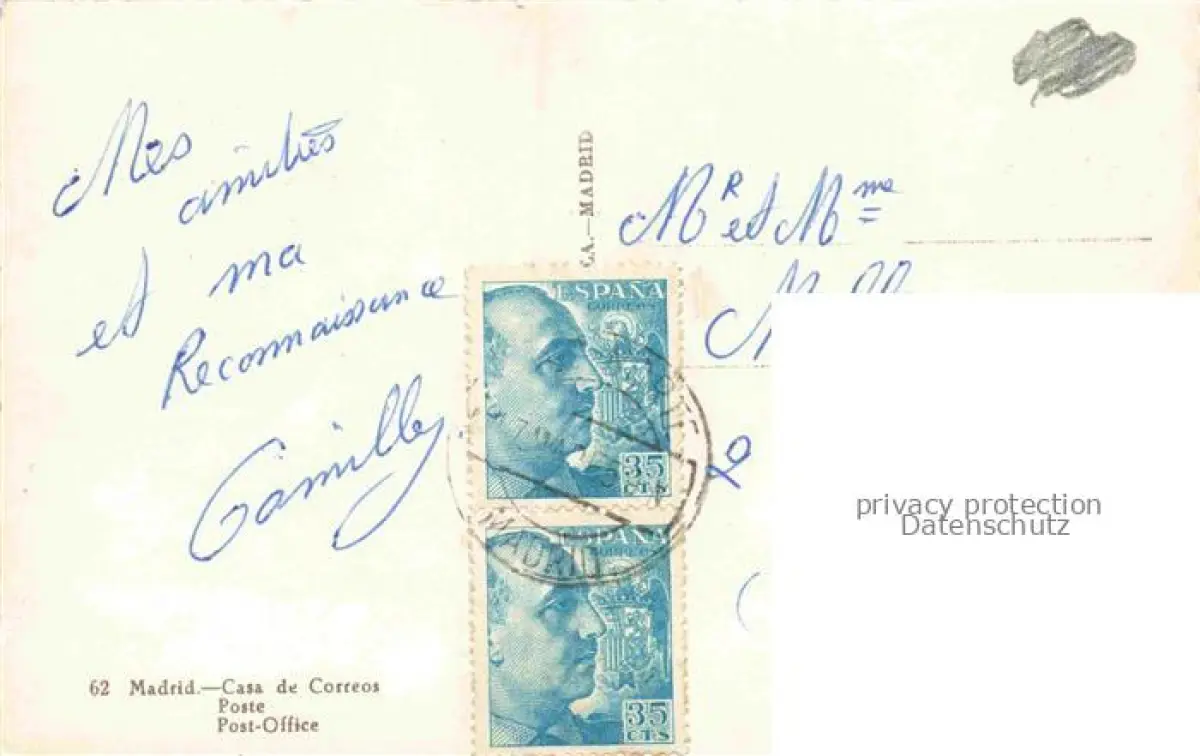 Mes
amitiés
et ma
Reconnaissance
62 Madrid.—Casa de Correos
Poste
Post-Office
CA.—MADRID
ESPAÑA
CORREOS
35
CTS
MADRID
ESPAÑA
CORREOS
35
CTS
MR et Mme
privacy protection
Datenschutz